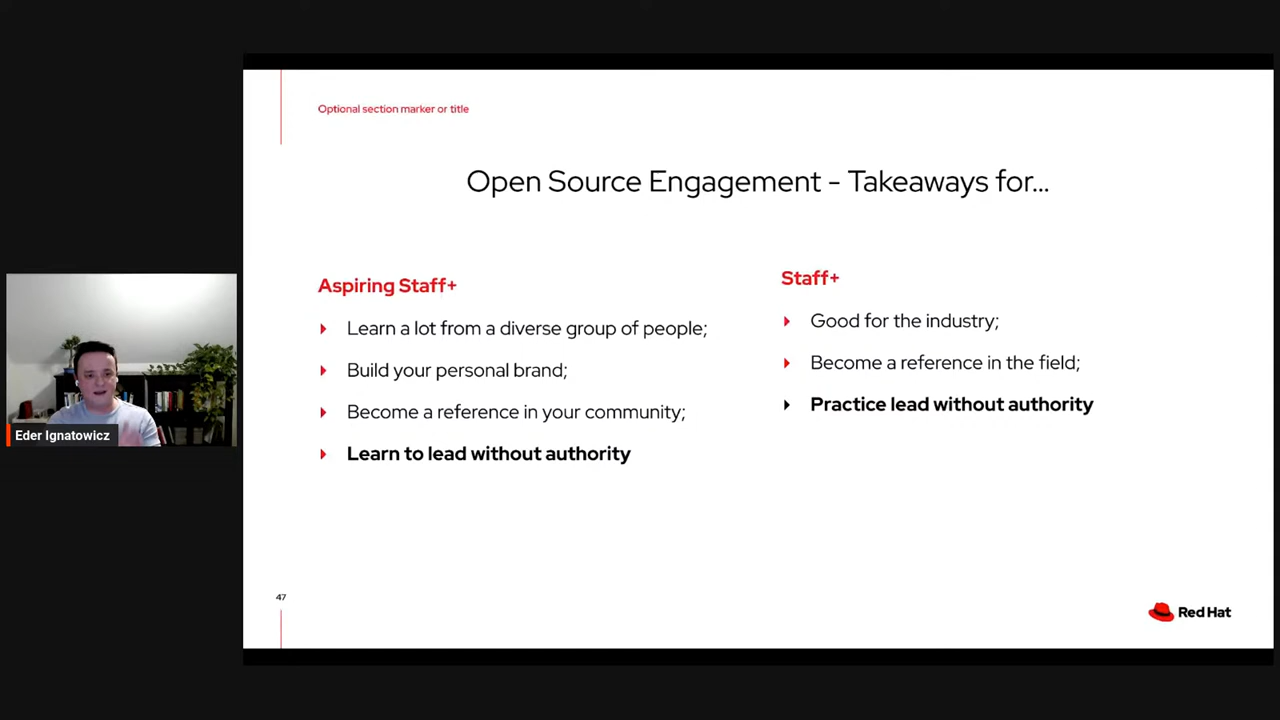 Optional section marker or title
Open Source Engagement - Takeaways for...
Aspiring Staff+
Learn a lot from a diverse group of people;
Build your personal brand;
Become a reference in your community;
Learn to lead without authority
Staff+
Good for the industry;
Become a reference in the field;
Practice lead without authority
Eder Ignatowicz
47
Red Hat